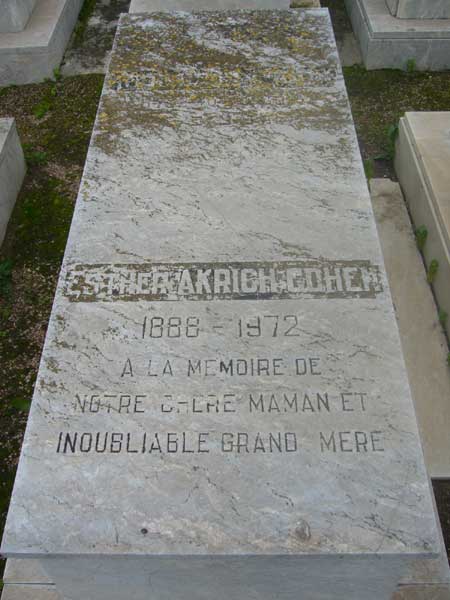 ESTHER AKRICH COHEN
1888 - 1972
A LA MEMOIRE DE
NOTRE CHERE MAMAN ET
INOUBLIABLE GRAND MERE